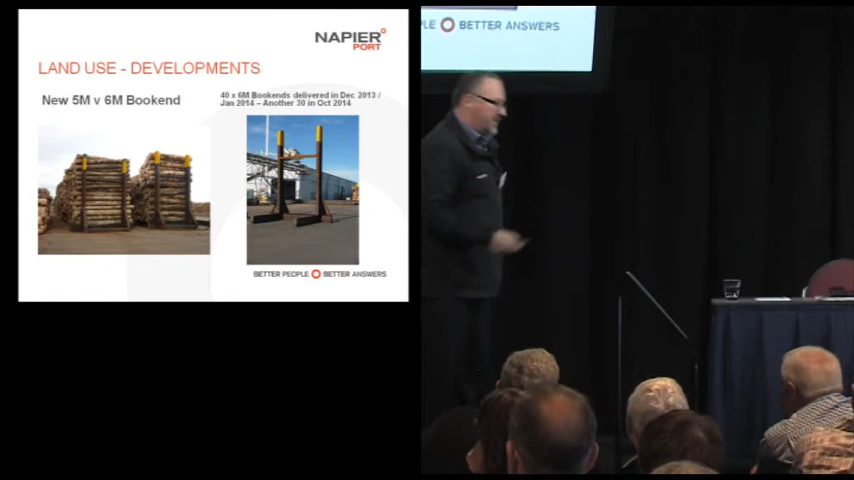 NAPIER
PORT
LAND USE - DEVELOPMENTS
New 5M v 6M Bookend
40 x 6M Bookends delivered in Dec 2013 /
Jan 2014 – Another 30 in Oct 2014
BETTER PEOPLE BETTER ANSWERS
PLE BETTER ANSWERS